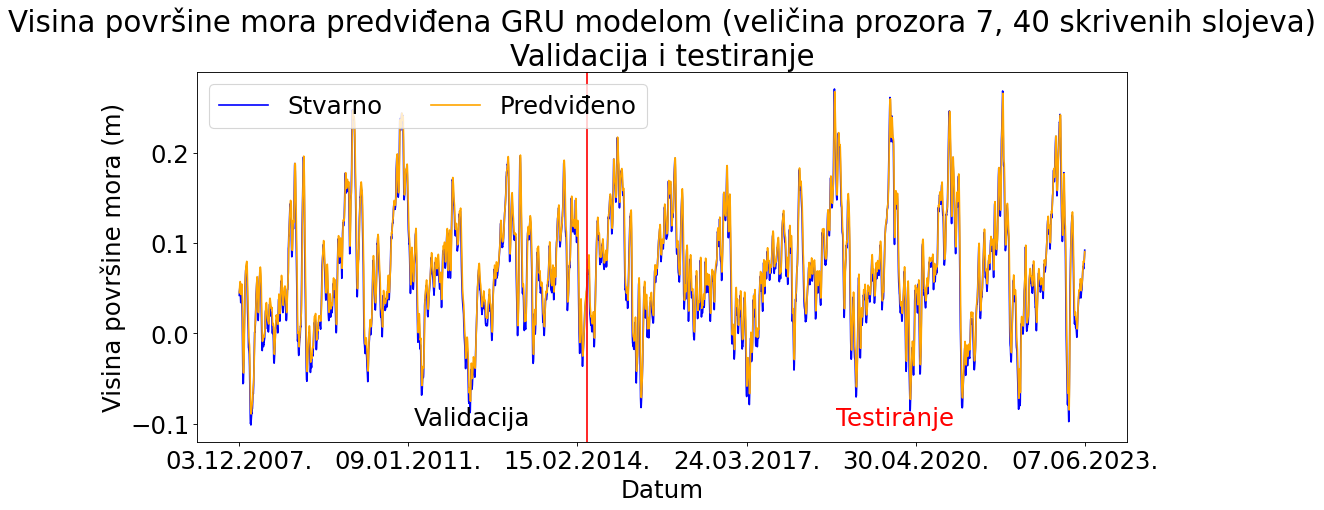 Visina površine mora predviđena GRU modelom (veličina prozora 7, 40 skrivenih slojeva)
Validacija i testiranje
Stvarno
Predviđeno
Visina površine mora (m)
0.2
0.1
0.0
−0.1
Validacija
Testiranje
03.12.2007.
09.01.2011.
15.02.2014.
24.03.2017.
30.04.2020.
07.06.2023.
Datum